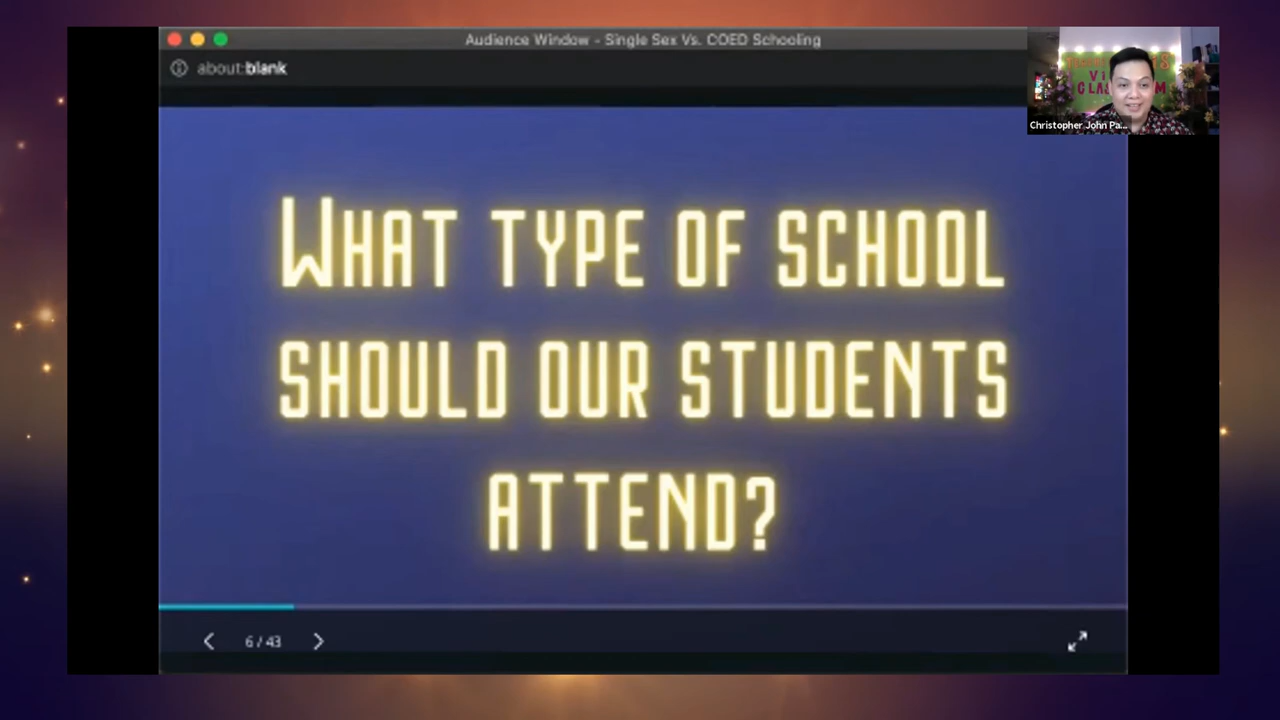 Audience Window - Single Sex Vs. COED Schooling
about:blank
Christopher John Pa...
WHAT TYPE OF SCHOOL
SHOULD OUR STUDENTS
ATTEND?
6 / 43